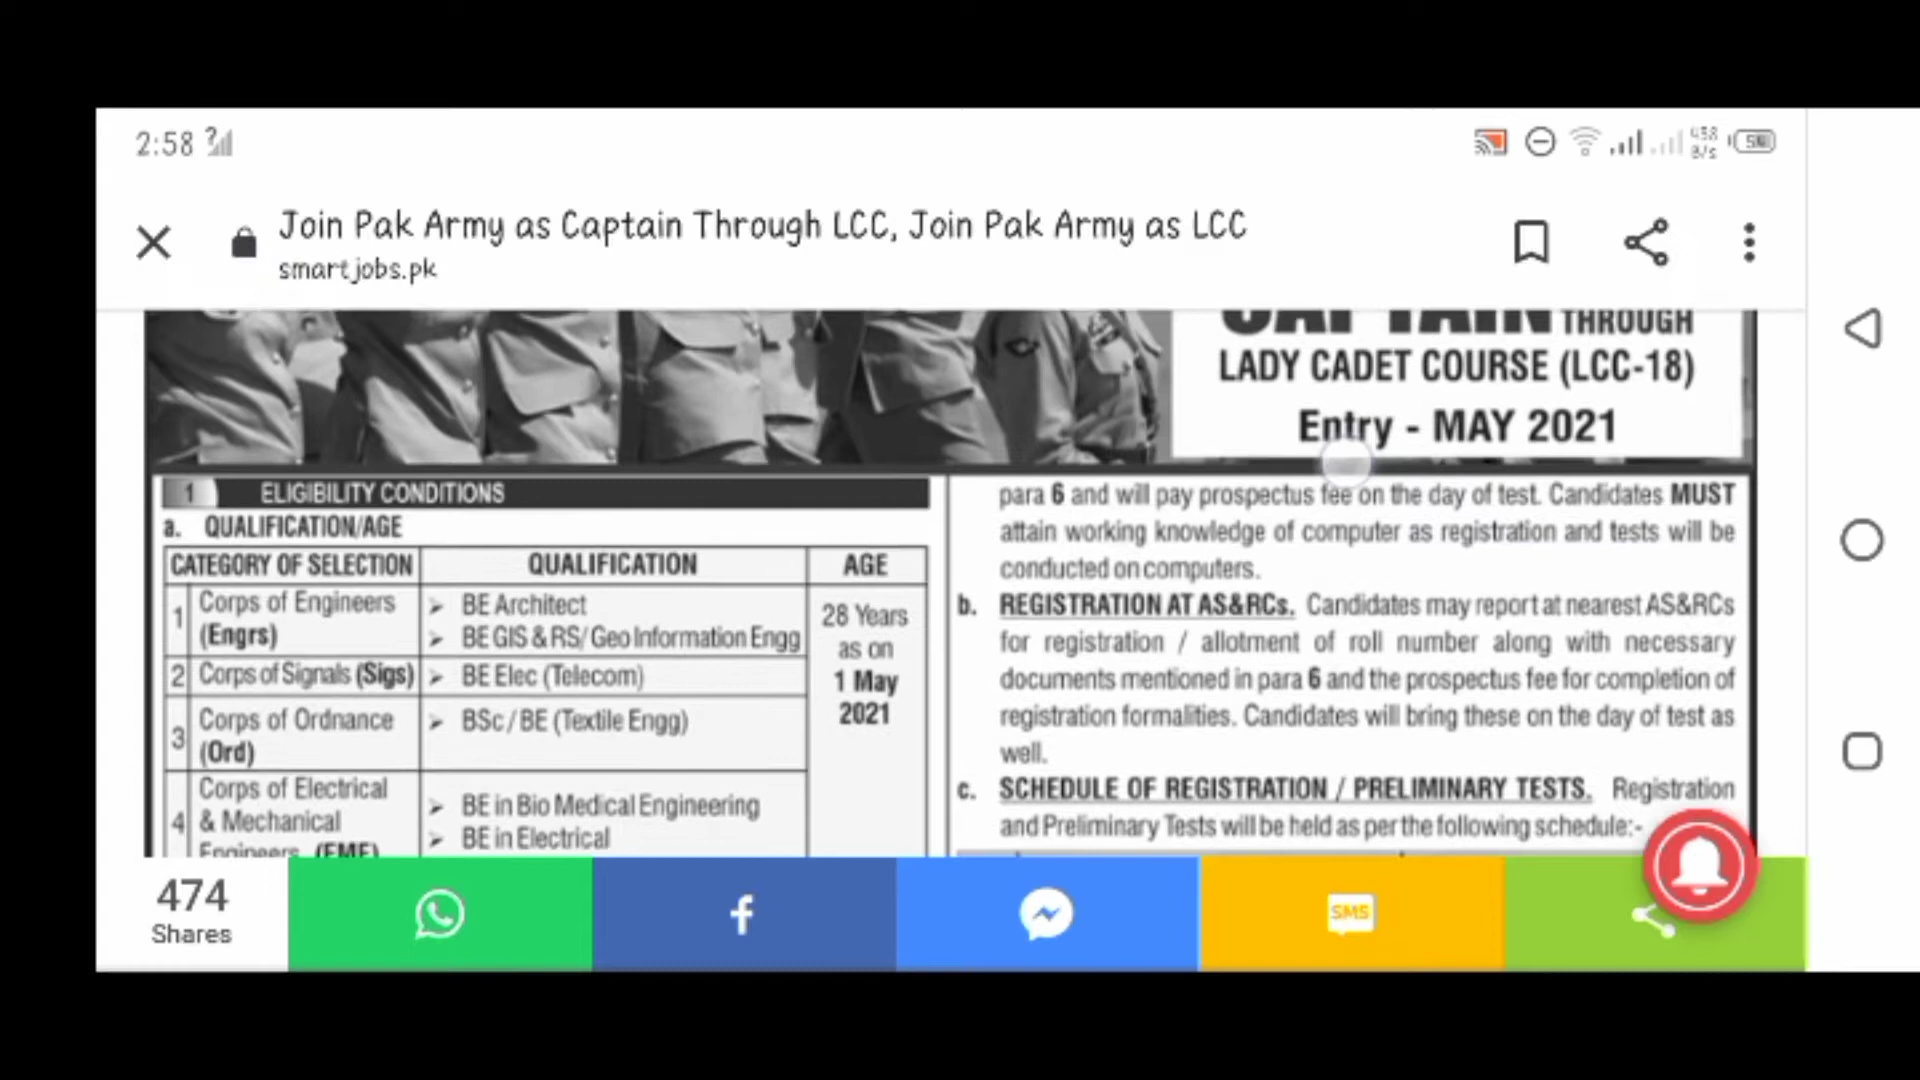 2:58
Join Pak Army as Captain Through LCC, Join Pak Army as LCC
smartjobs.pk
CAPTAIN THROUGH
LADY CADET COURSE (LCC-18)
Entry - MAY 2021
1 ELIGIBILITY CONDITIONS
a. QUALIFICATION/AGE
CATEGORY OF SELECTION QUALIFICATION AGE
1 Corps of Engineers (Engrs)
➢ BE Architect
➢ BE GIS & RS/ Geo Information Engg
2 Corps of Signals (Sigs) ➢ BE Elec (Telecom)
3 Corps of Ordnance (Ord) ➢ BSc / BE (Textile Engg)
4 Corps of Electrical
& Mechanical
Engineers (EME)
➢ BE in Bio Medical Engineering
➢ BE in Electrical
28 Years
as on
1 May
2021
para 6 and will pay prospectus fee on the day of test. Candidates MUST
attain working knowledge of computer as registration and tests will be
conducted on computers.
b. REGISTRATION AT AS&RCs. Candidates may report at nearest AS&RCs
for registration / allotment of roll number along with necessary
documents mentioned in para 6 and the prospectus fee for completion of
registration formalities. Candidates will bring these on the day of test as
well.
c. SCHEDULE OF REGISTRATION / PRELIMINARY TESTS. Registration
and Preliminary Tests will be held as per the following schedule:-
474
Shares
SMS